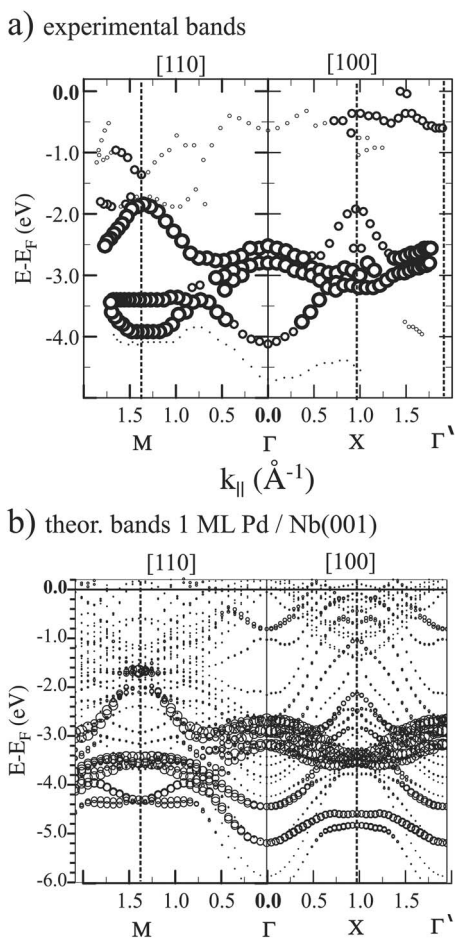 a) experimental bands
[110] [100]
0.0
-1.0
-2.0
-3.0
-4.0
E-E_F (eV)
1.5 1.0 0.5 0.0 0.5 1.0 1.5
M Γ X Γ'
k_|| (Å⁻¹)
b) theor. bands 1 ML Pd / Nb(001)
[110] [100]
0.0
-1.0
-2.0
-3.0
-4.0
-5.0
-6.0
E-E_F (eV)
1.5 1.0 0.5 0.0 0.5 1.0 1.5
M Γ X Γ'